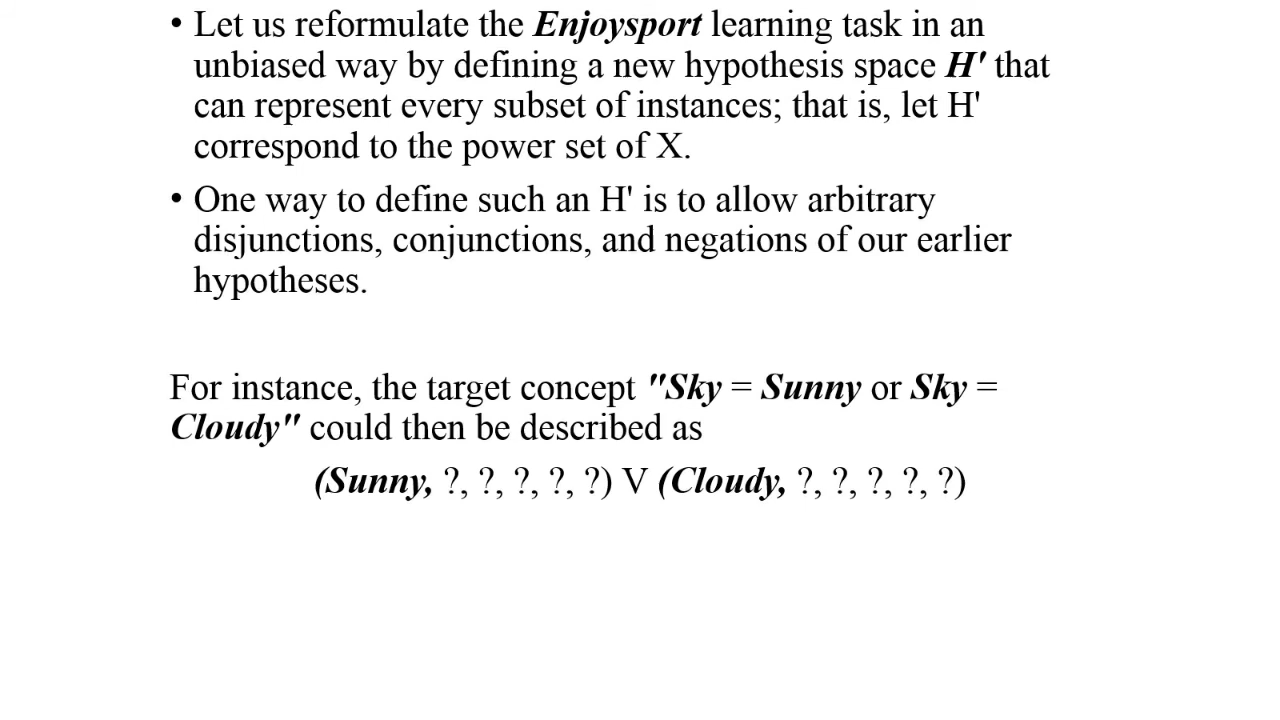 • Let us reformulate the Enjoysport learning task in an
unbiased way by defining a new hypothesis space H' that
can represent every subset of instances; that is, let H'
correspond to the power set of X.
• One way to define such an H' is to allow arbitrary
disjunctions, conjunctions, and negations of our earlier
hypotheses.
For instance, the target concept "Sky = Sunny or Sky =
Cloudy" could then be described as
(Sunny, ?, ?, ?, ?, ?) V (Cloudy, ?, ?, ?, ?, ?)